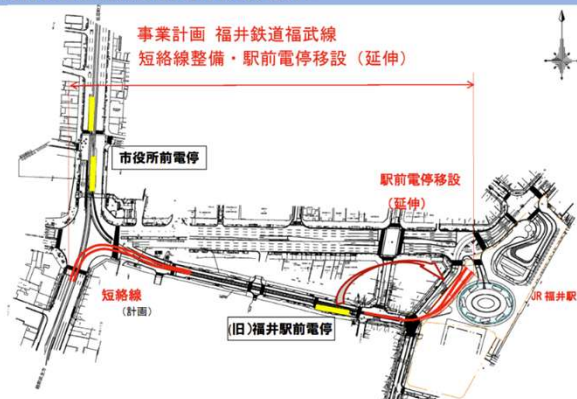 事業計画 福井鉄道福武線
短絡線整備・駅前電停移設（延伸）
市役所前電停
駅前電停移設
（延伸）
短絡線
（計画）
(旧)福井駅前電停
JR 福井駅